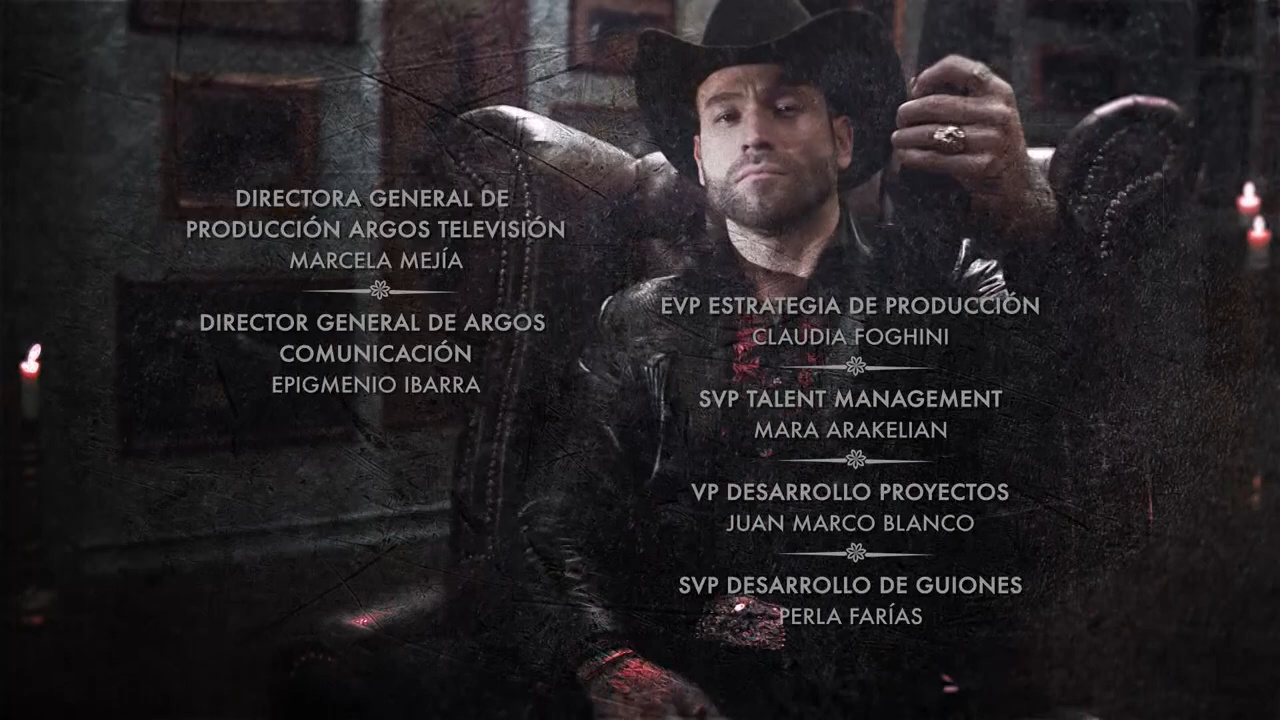 DIRECTORA GENERAL DE
PRODUCCIÓN ARGOS TELEVISIÓN
MARCELA MEJÍA
DIRECTOR GENERAL DE ARGOS
COMUNICACIÓN
EPIGMENIO IBARRA
EVP ESTRATEGIA DE PRODUCCIÓN
CLAUDIA FOGHINI
SVP TALENT MANAGEMENT
MARA ARAKELIAN
VP DESARROLLO PROYECTOS
JUAN MARCO BLANCO
SVP DESARROLLO DE GUIONES
PERLA FARÍAS